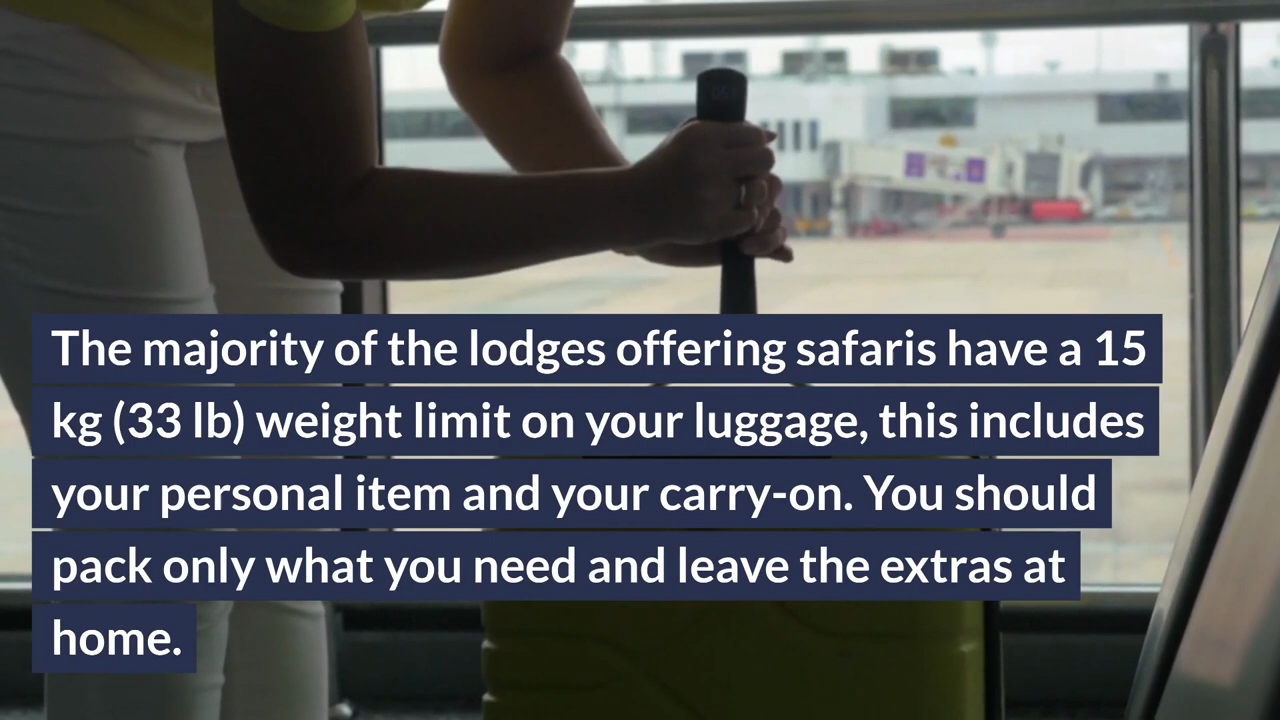 The majority of the lodges offering safaris have a 15
kg (33 lb) weight limit on your luggage, this includes
your personal item and your carry-on. You should
pack only what you need and leave the extras at
home.